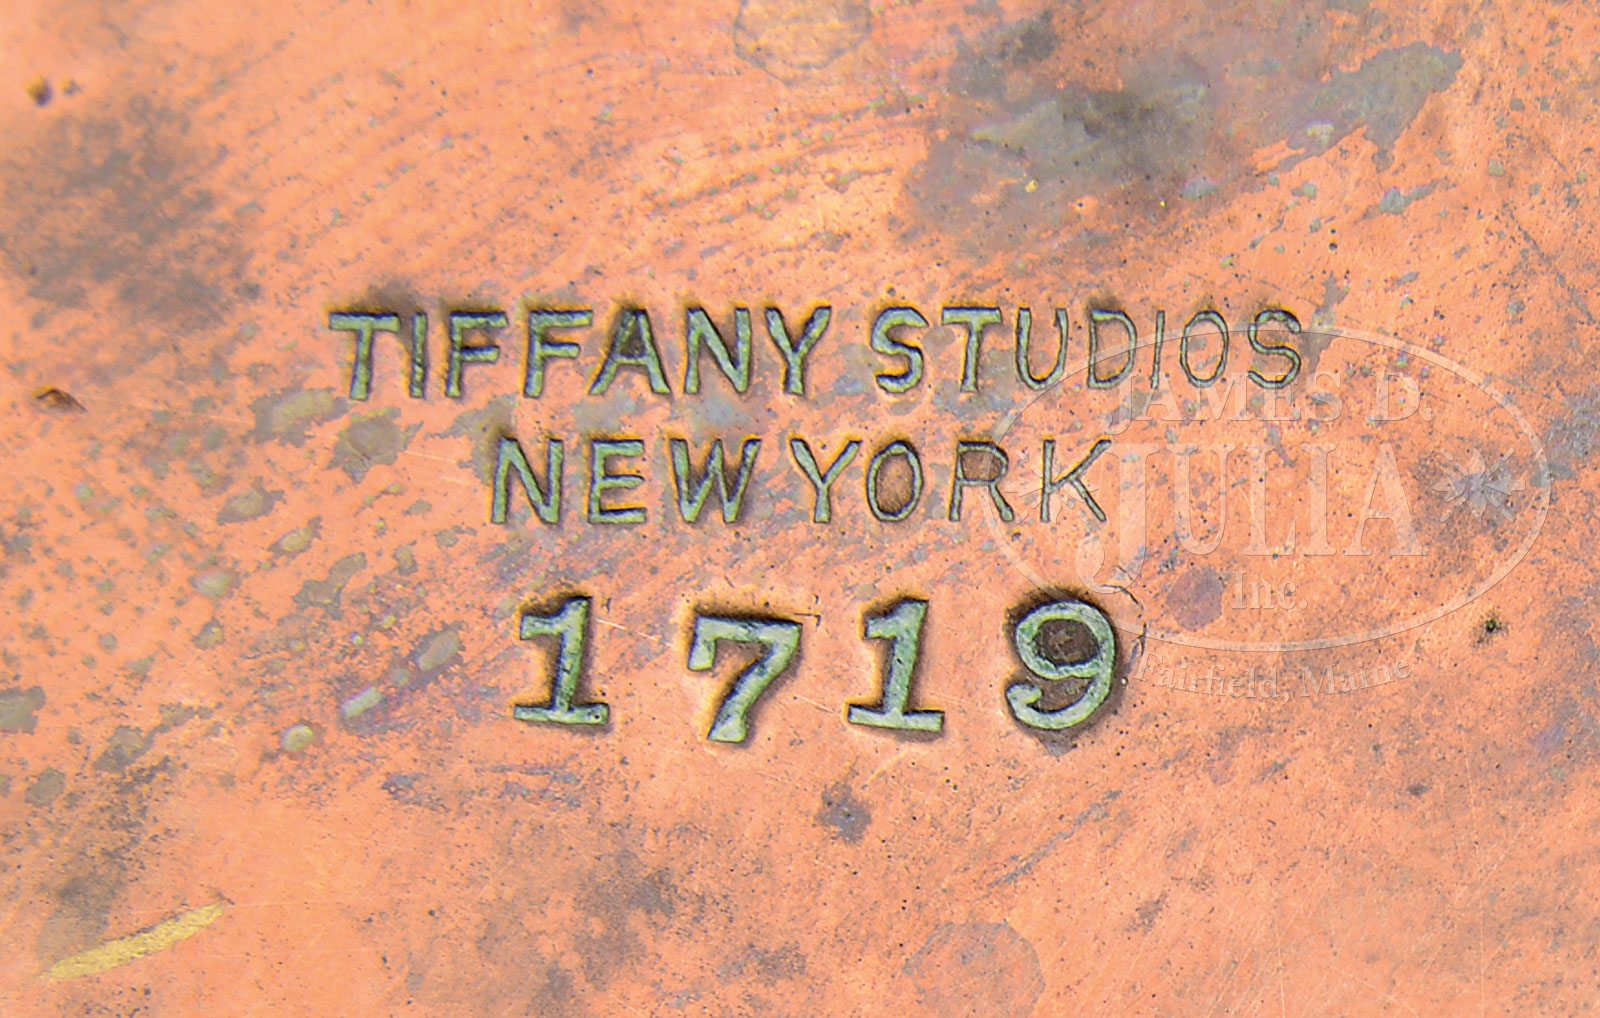 TIFFANY STUDIOS
NEW YORK
1719
JAMES D.
JULIA
Inc.
Fairfield, Maine